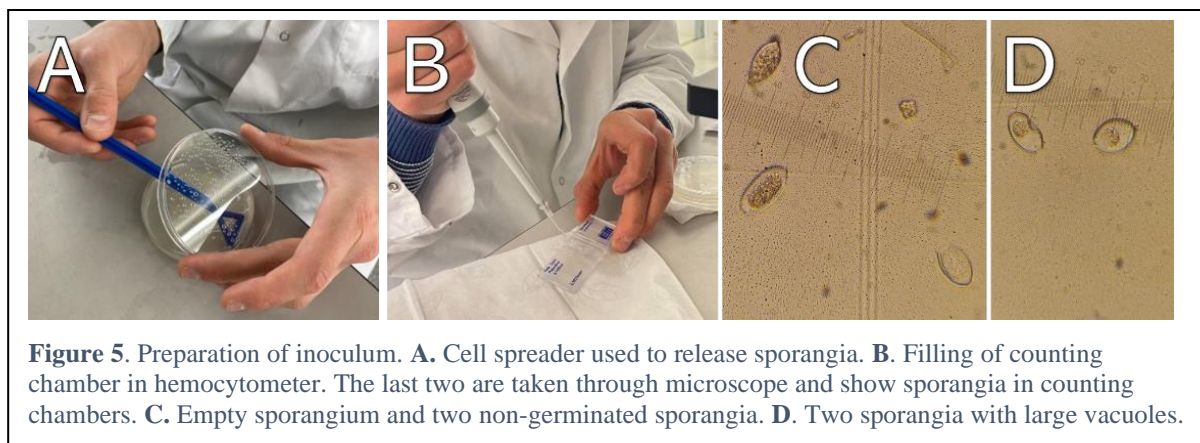 A
B
C
D
Figure 5. Preparation of inoculum. A. Cell spreader used to release sporangia. B. Filling of counting
chamber in hemocytometer. The last two are taken through microscope and show sporangia in counting
chambers. C. Empty sporangium and two non-germinated sporangia. D. Two sporangia with large vacuoles.